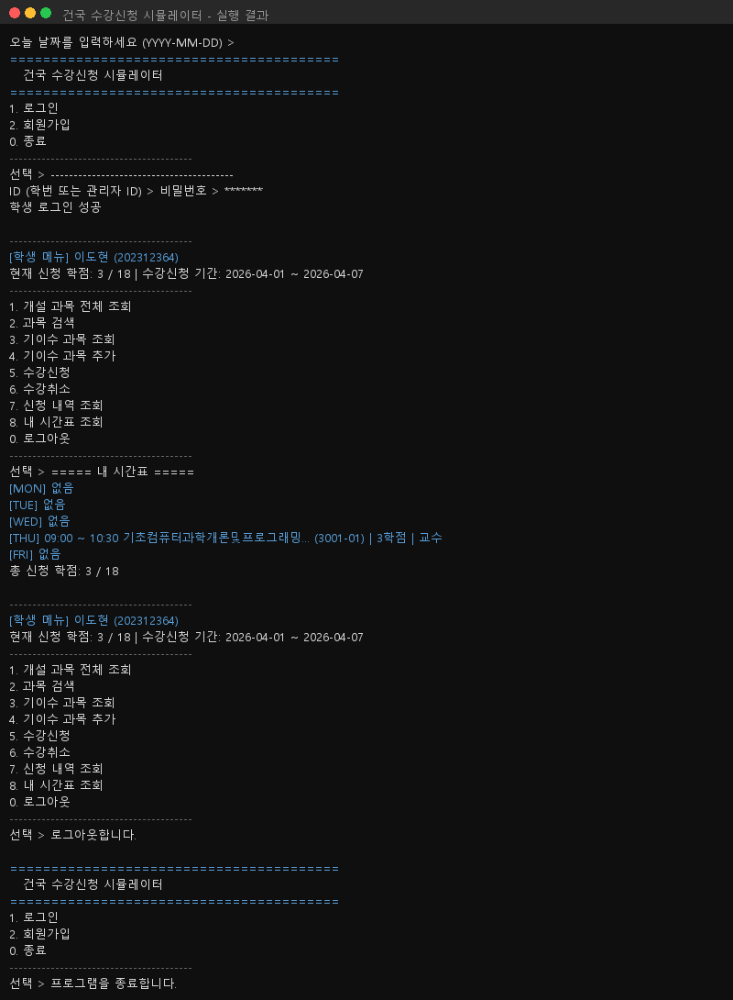 건국 수강신청 시뮬레이터 - 실행 결과
오늘 날짜를 입력하세요 (YYYY-MM-DD) >
========================================
건국 수강신청 시뮬레이터
========================================
1. 로그인
2. 회원가입
0. 종료
----------------------------------------
선택 > ----------------------------------------
ID (학번 또는 관리자 ID) > 비밀번호 > *******
학생 로그인 성공
----------------------------------------
[학생 메뉴] 이도현 (202312364)
현재 신청 학점: 3 / 18 | 수강신청 기간: 2026-04-01 ~ 2026-04-07
----------------------------------------
1. 개설 과목 전체 조회
2. 과목 검색
3. 기이수 과목 조회
4. 기이수 과목 추가
5. 수강신청
6. 수강취소
7. 신청 내역 조회
8. 내 시간표 조회
0. 로그아웃
----------------------------------------
선택 > ===== 내 시간표 =====
[MON] 없음
[TUE] 없음
[WED] 없음
[THU] 09:00 ~ 10:30 기초컴퓨터과학개론및프로그래밍... (3001-01) | 3학점 | 교수
[FRI] 없음
총 신청 학점: 3 / 18
----------------------------------------
[학생 메뉴] 이도현 (202312364)
현재 신청 학점: 3 / 18 | 수강신청 기간: 2026-04-01 ~ 2026-04-07
----------------------------------------
1. 개설 과목 전체 조회
2. 과목 검색
3. 기이수 과목 조회
4. 기이수 과목 추가
5. 수강신청
6. 수강취소
7. 신청 내역 조회
8. 내 시간표 조회
0. 로그아웃
----------------------------------------
선택 > 로그아웃합니다.
========================================
건국 수강신청 시뮬레이터
========================================
1. 로그인
2. 회원가입
0. 종료
----------------------------------------
선택 > 프로그램을 종료합니다.